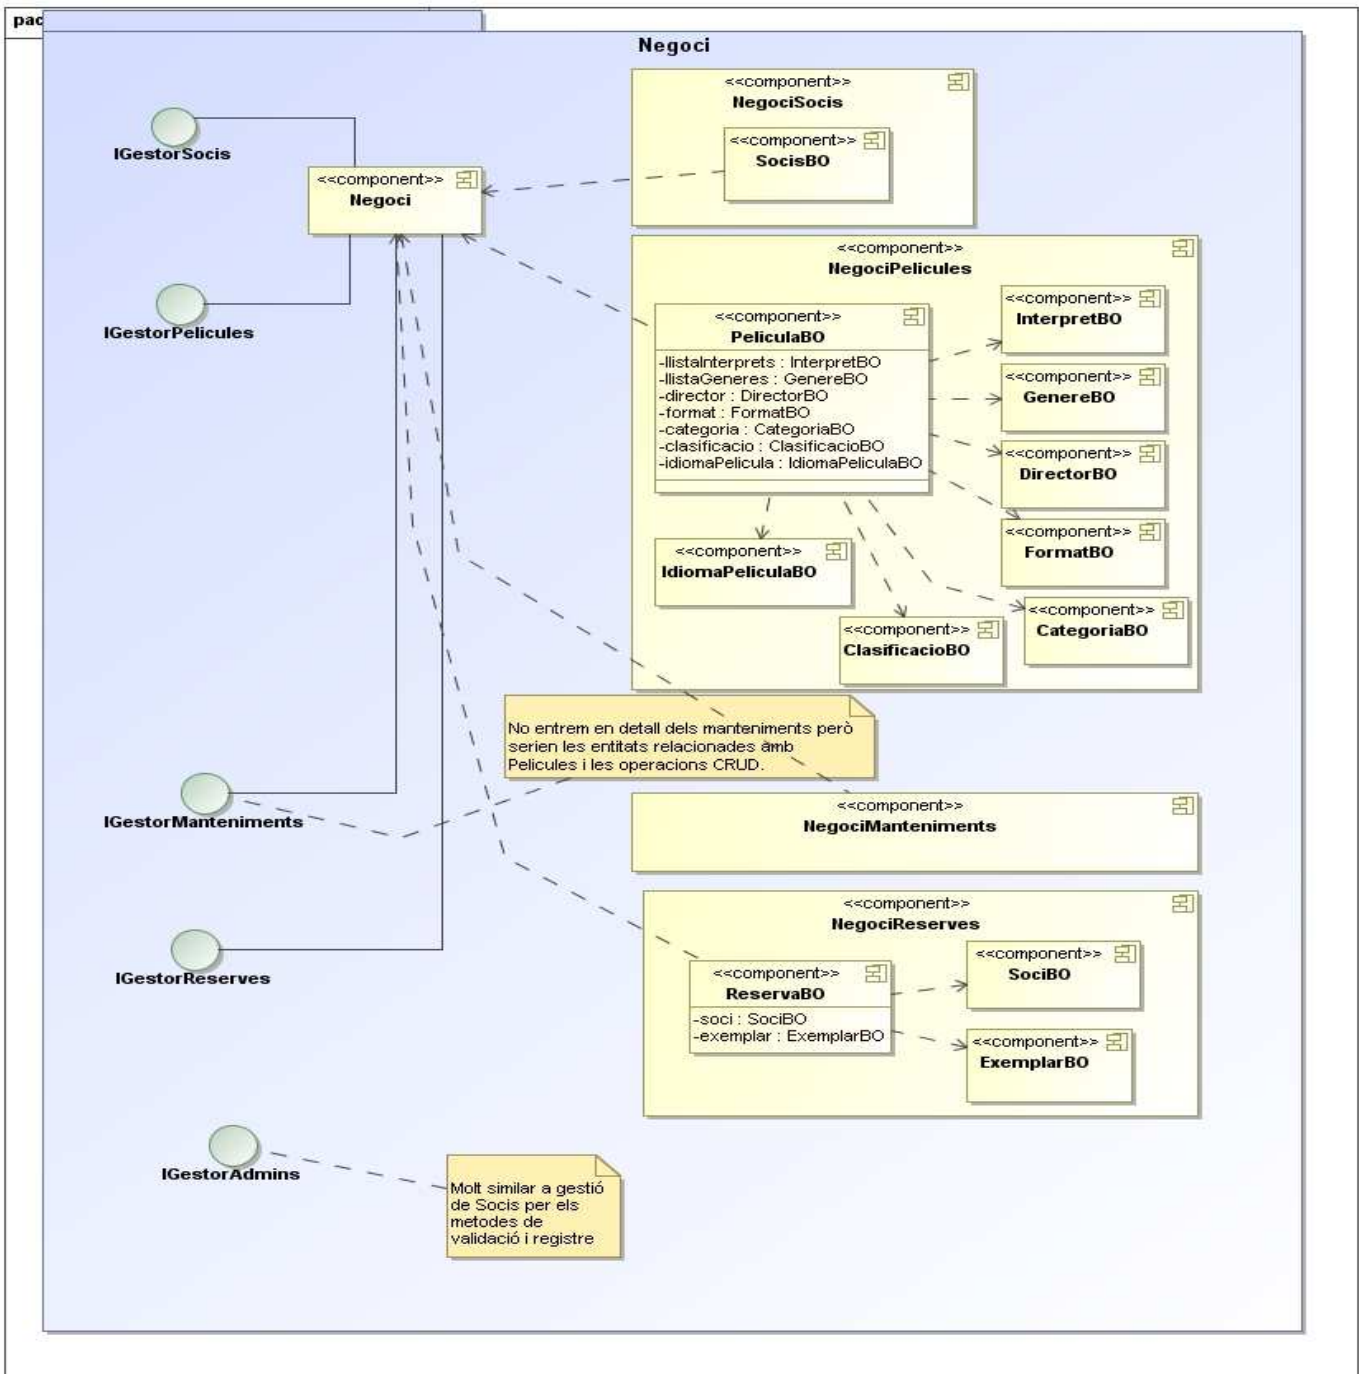 pac
Negoci
<<component>>
NegociSocis
<<component>>
SocisBO
IGestorSocis
<<component>>
Negoci
IGestorPelicules
<<component>>
NegociPelicules
<<component>>
PeliculaBO
-llistaInterprets : InterpretBO
-llistaGeneres : GenereBO
-director : DirectorBO
-format : FormatBO
-categoria : CategoriaBO
-clasificacio : ClasificacioBO
-idiomaPelicula : IdiomaPeliculaBO
<<component>>
InterpretBO
<<component>>
GenereBO
<<component>>
DirectorBO
<<component>>
FormatBO
<<component>>
IdiomaPeliculaBO
<<component>>
ClasificacioBO
<<component>>
CategoriaBO
No entrem en detall dels manteniments però
serien les entitats relacionades àmb
Pelicules i les operacions CRUD.
IGestorManteniments
<<component>>
NegociManteniments
<<component>>
NegociReserves
<<component>>
ReservaBO
-soci : SociBO
-exemplar : ExemplarBO
<<component>>
SociBO
<<component>>
ExemplarBO
IGestorReserves
IGestorAdmins
Molt similar a gestió
de Socis per els
metodes de
validació i registre